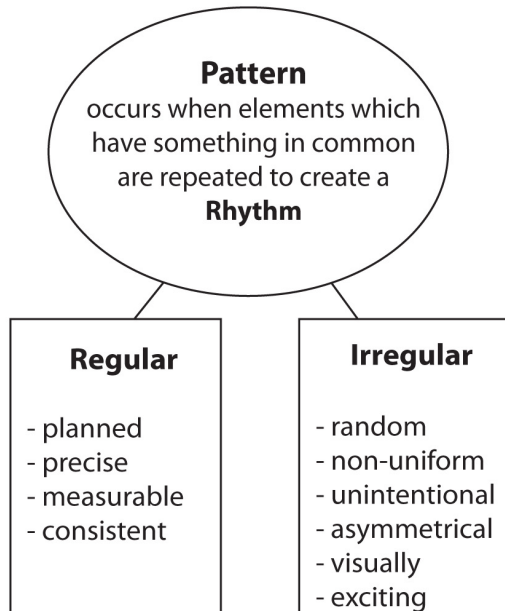 Pattern
occurs when elements which
have something in common
are repeated to create a
Rhythm
Regular
- planned
- precise
- measurable
- consistent
Irregular
- random
- non-uniform
- unintentional
- asymmetrical
- visually
- exciting